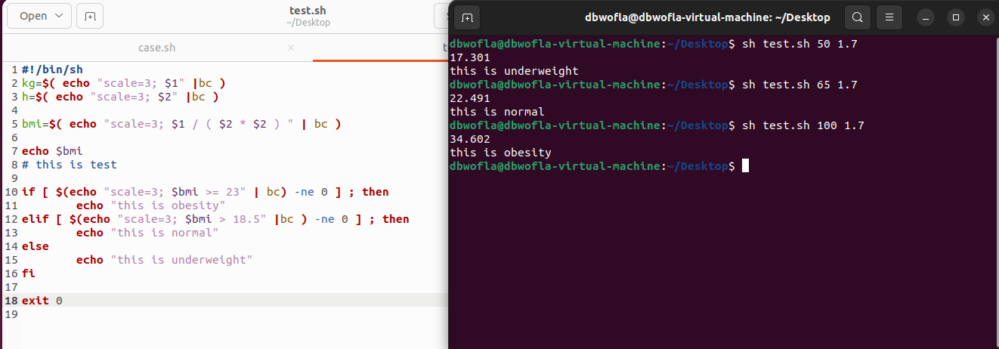 Open
test.sh
~/Desktop
case.sh
1 #!/bin/sh
2 kg=$( echo "scale=3; $1" |bc )
3 h=$( echo "scale=3; $2" |bc )
4
5 bmi=$( echo "scale=3; $1 / ( $2 * $2 ) " | bc )
6
7 echo $bmi
8 # this is test
9
10 if [ $(echo "scale=3; $bmi >= 23" | bc) -ne 0 ] ; then
11 echo "this is obesity"
12 elif [ $(echo "scale=3; $bmi > 18.5" |bc ) -ne 0 ] ; then
13 echo "this is normal"
14 else
15 echo "this is underweight"
16 fi
17
18 exit 0
19
dbwofla@dbwofla-virtual-machine: ~/Desktop
dbwofla@dbwofla-virtual-machine:~/Desktop$ sh test.sh 50 1.7
17.301
this is underweight
dbwofla@dbwofla-virtual-machine:~/Desktop$ sh test.sh 65 1.7
22.491
this is normal
dbwofla@dbwofla-virtual-machine:~/Desktop$ sh test.sh 100 1.7
34.602
this is obesity
dbwofla@dbwofla-virtual-machine:~/Desktop$